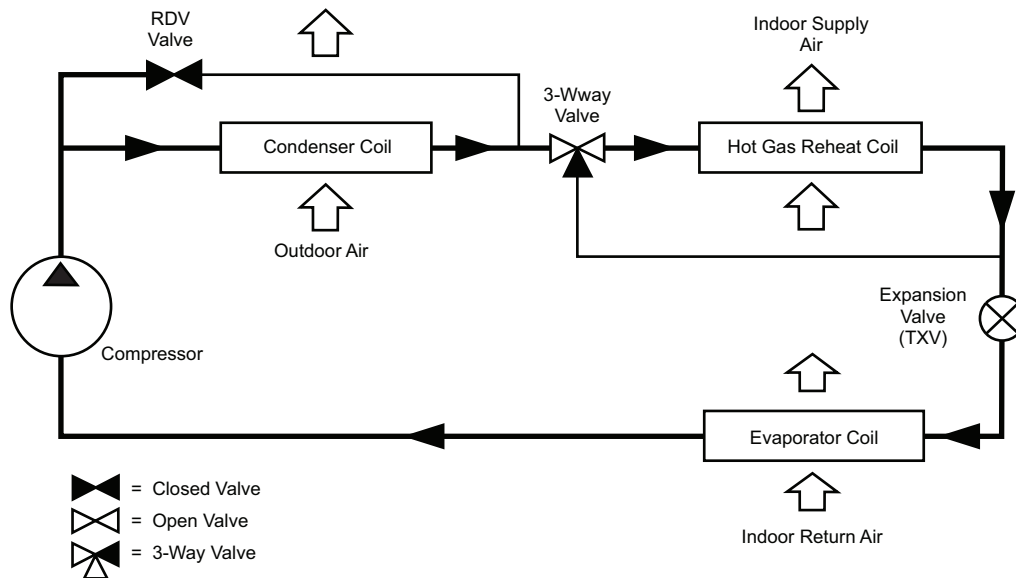 RDV
Valve
Indoor Supply
Air
3-Wway
Valve
Condenser Coil
Hot Gas Reheat Coil
Outdoor Air
Expansion
Valve
(TXV)
Compressor
Evaporator Coil
= Closed Valve
= Open Valve
= 3-Way Valve
Indoor Return Air